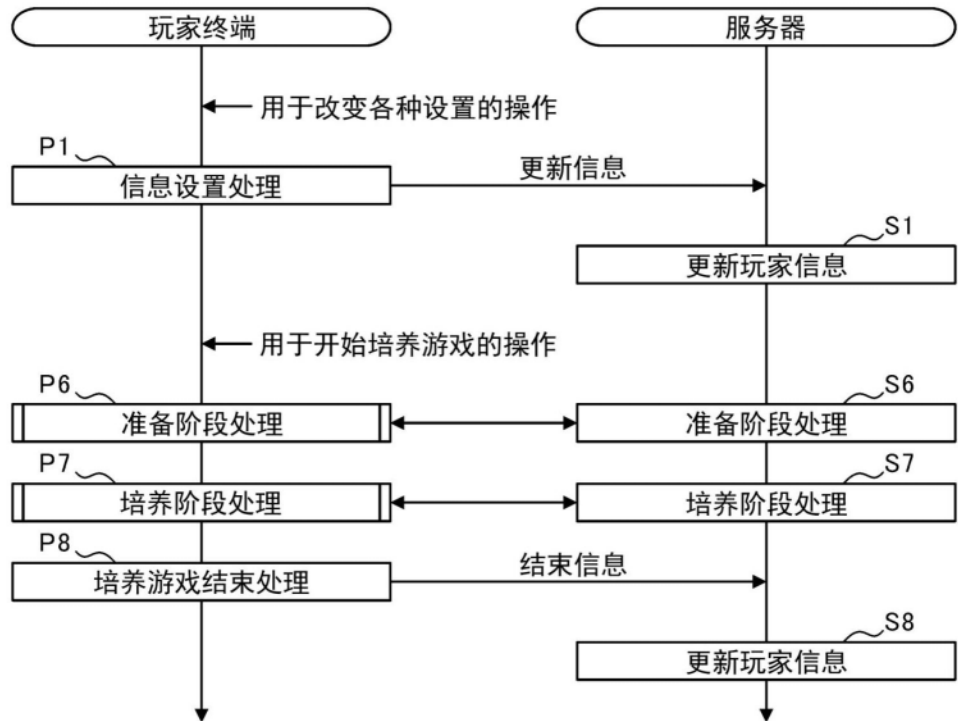 玩家终端
服务器
用于改变各种设置的操作
P1
信息设置处理
更新信息
S1
更新玩家信息
用于开始培养游戏的操作
P6
准备阶段处理
S6
准备阶段处理
P7
培养阶段处理
S7
培养阶段处理
P8
培养游戏结束处理
结束信息
S8
更新玩家信息